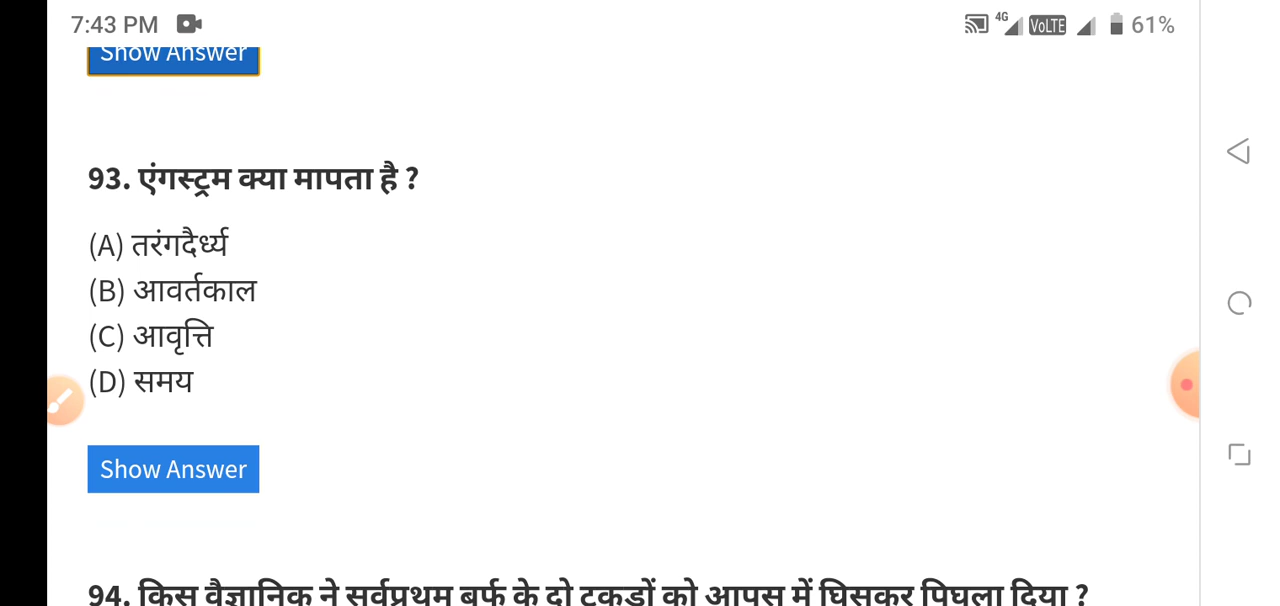 7:43 PM 4G VoLTE 61%
Show Answer
93. एंगस्ट्रम क्या मापता है ?
(A) तरंगदैर्ध्य
(B) आवर्तकाल
(C) आवृत्ति
(D) समय
Show Answer
94. किस वैज्ञानिक ने सर्वप्रथम बर्फ के दो टुकड़ों को आपस में घिसकर पिघला दिया ?